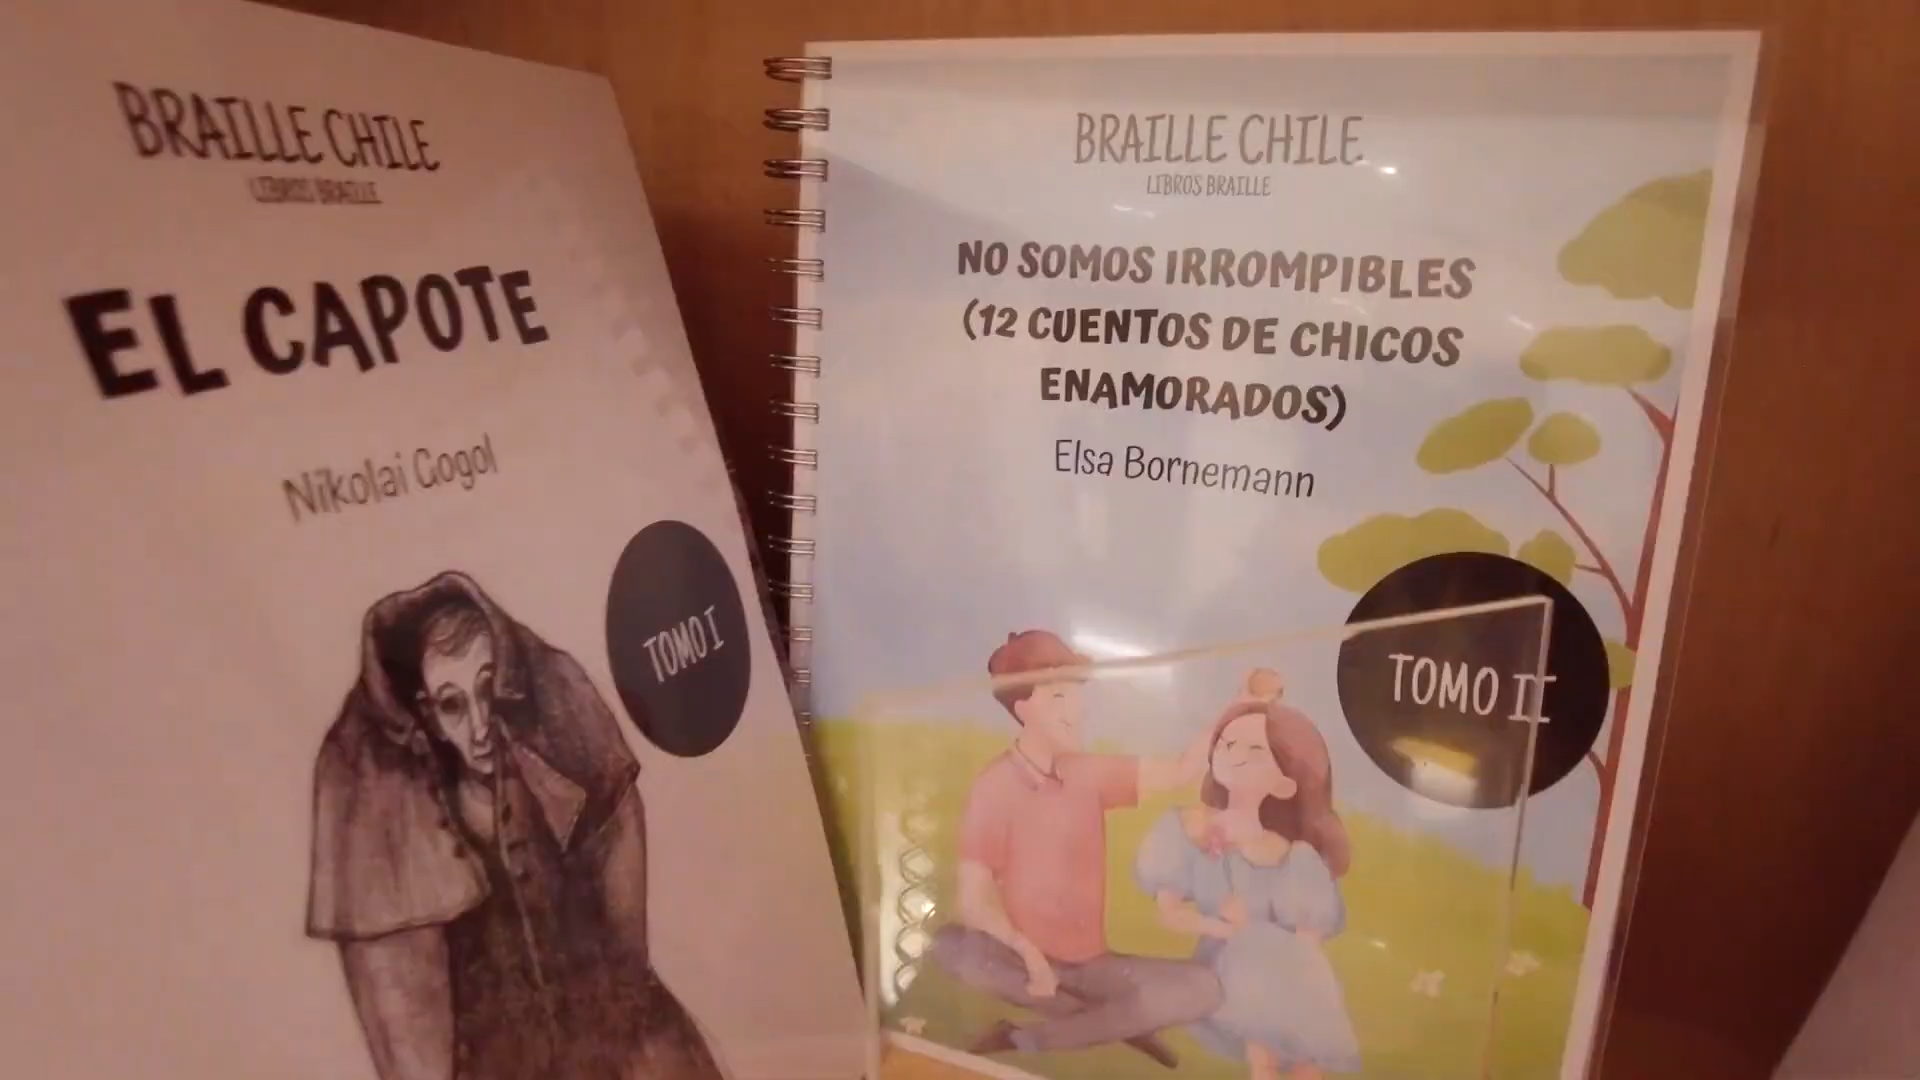 BRAILLE CHILE
LIBROS BRAILLE
EL CAPOTE
Nikolai Gogol
TOMO I
BRAILLE CHILE
LIBROS BRAILLE
NO SOMOS IRROMPIBLES
(12 CUENTOS DE CHICOS
ENAMORADOS)
Elsa Bornemann
TOMO II